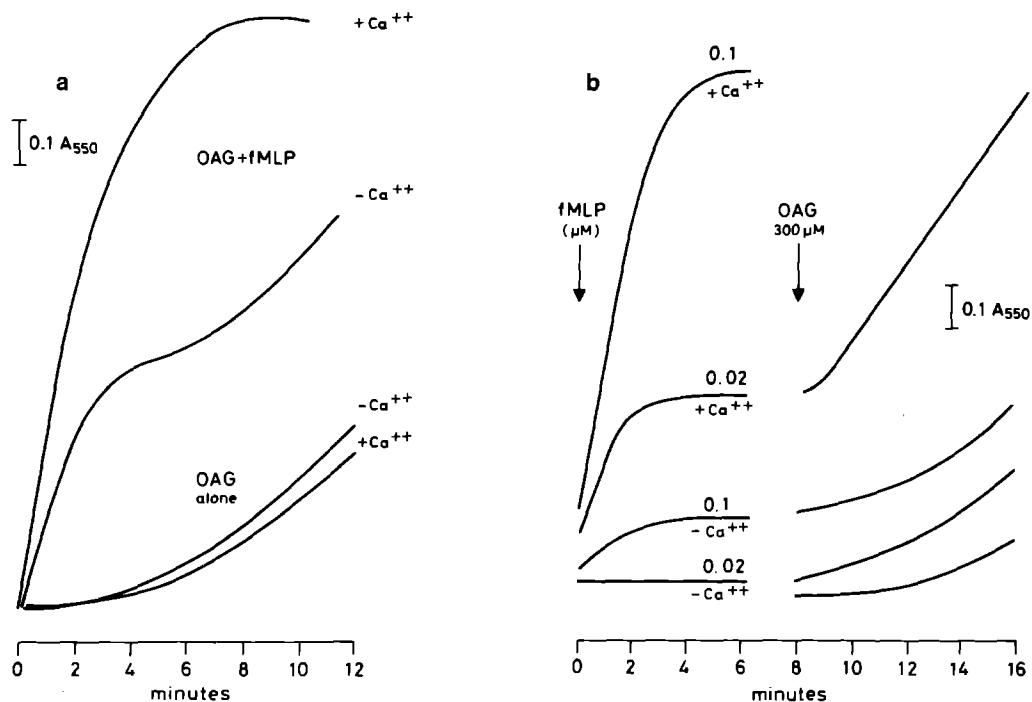 a
0.1 A550
+Ca++
OAG+fMLP
-Ca++
-Ca++
+Ca++
OAG
alone
0 2 4 6 8 10 12
minutes
b
0.1
+Ca++
fMLP
(µM)
OAG
300 µM
0.1 A550
0.02
+Ca++
0.1
-Ca++
0.02
-Ca++
0 2 4 6 8 10 12 14 16
minutes